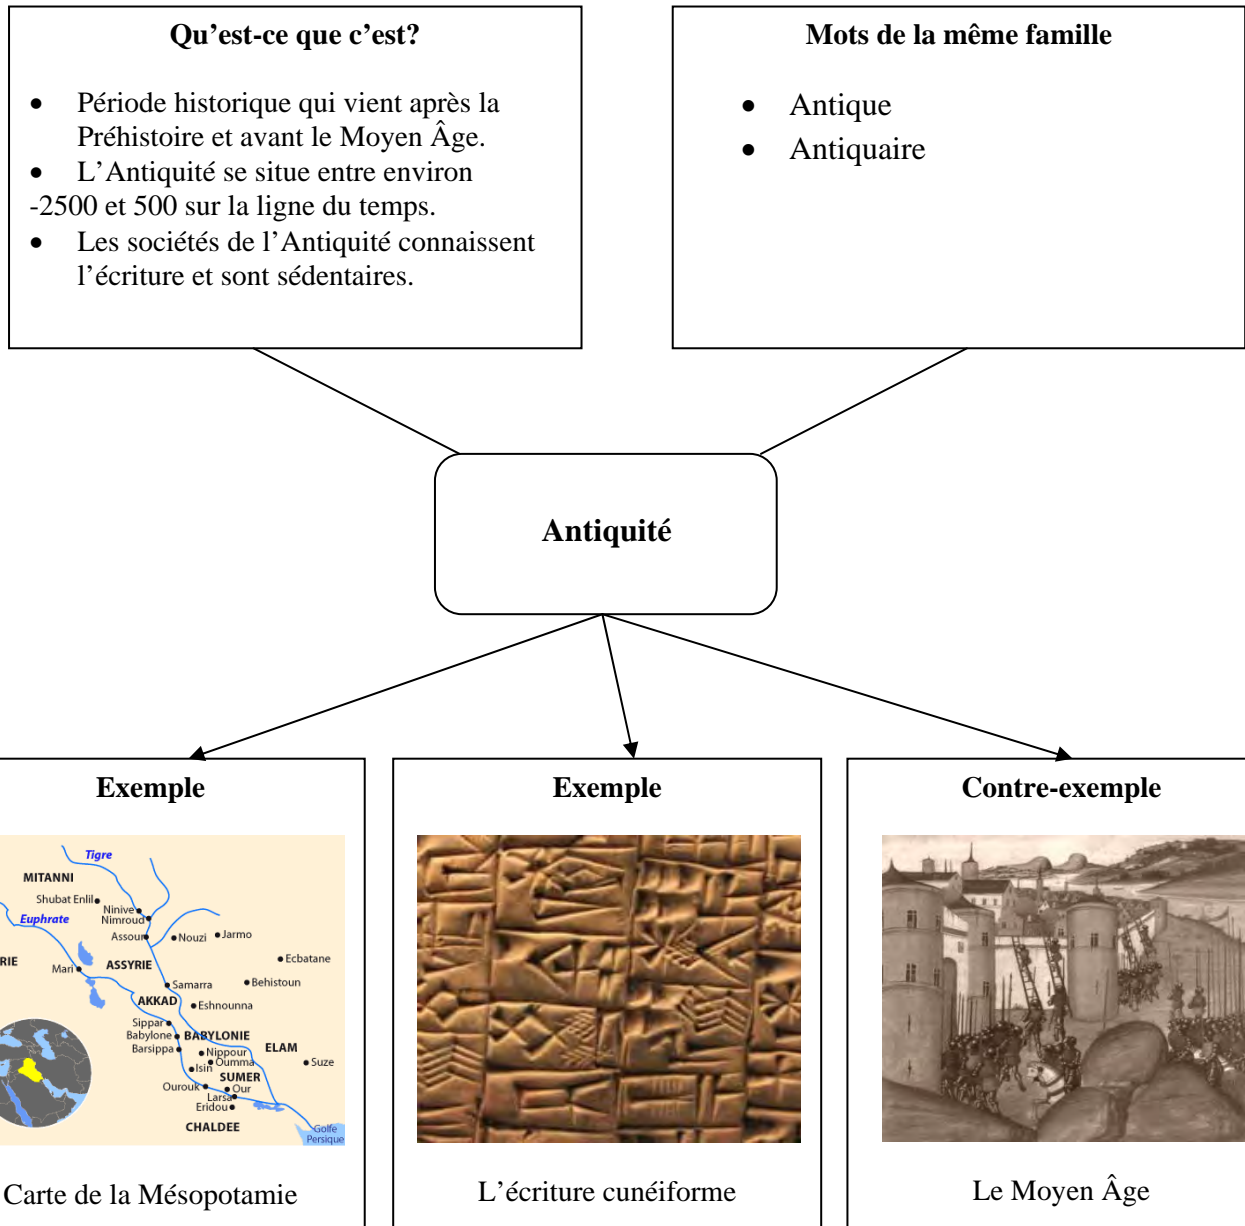 Qu’est-ce que c’est?
• Période historique qui vient après la
Préhistoire et avant le Moyen Âge.
• L’Antiquité se situe entre environ
-2500 et 500 sur la ligne du temps.
• Les sociétés de l’Antiquité connaissent
l’écriture et sont sédentaires.
Mots de la même famille
• Antique
• Antiquaire
Antiquité
Exemple
Tigre
MITANNI
Shubat Enlil
Ninive
Euphrate
Nimroud
Assour
Nouzi
Jarmo
RIE
Mari
ASSYRIE
Ecbatane
Samarra
Behistoun
AKKAD
Eshnounna
Sippar
Babylone
BABYLONIE
Barsippa
Nippour
ELAM
Oumma
Suze
Isin
SUMER
Ourouk
Our
Larsa
Eridou
CHALDEE
Golfe
Persique
Carte de la Mésopotamie
Exemple
L’écriture cunéiforme
Contre-exemple
Le Moyen Âge